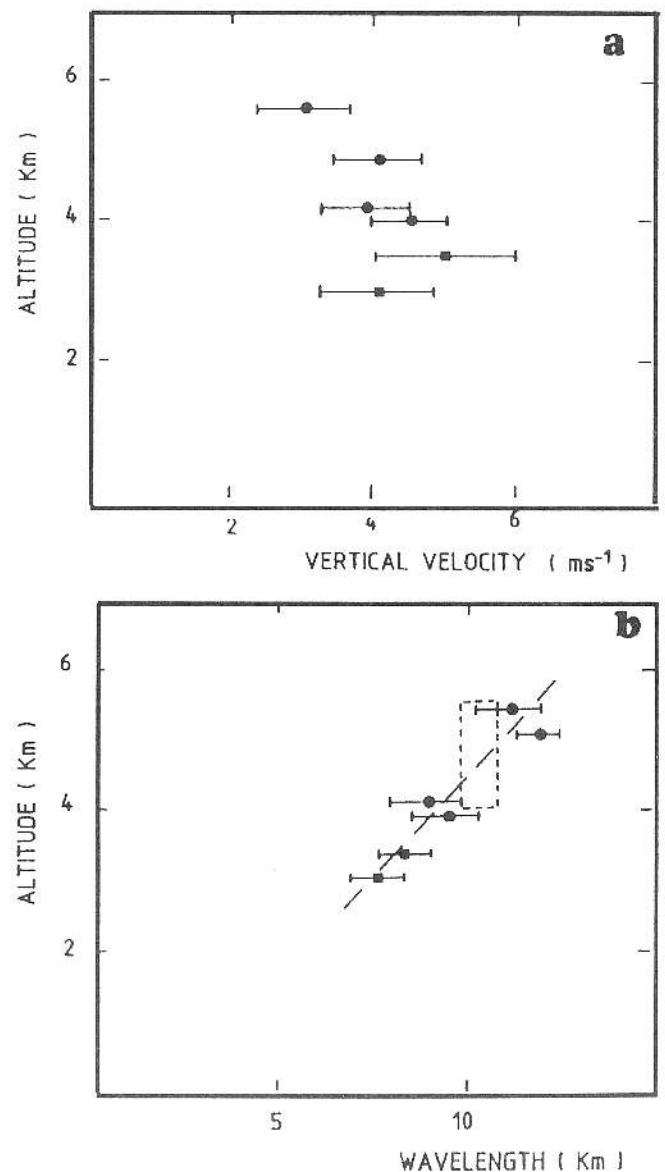 a
6
4
2
ALTITUDE ( Km )
2 4 6
VERTICAL VELOCITY ( ms⁻¹ )
b
6
4
2
ALTITUDE ( Km )
5 10
WAVELENGTH ( Km )